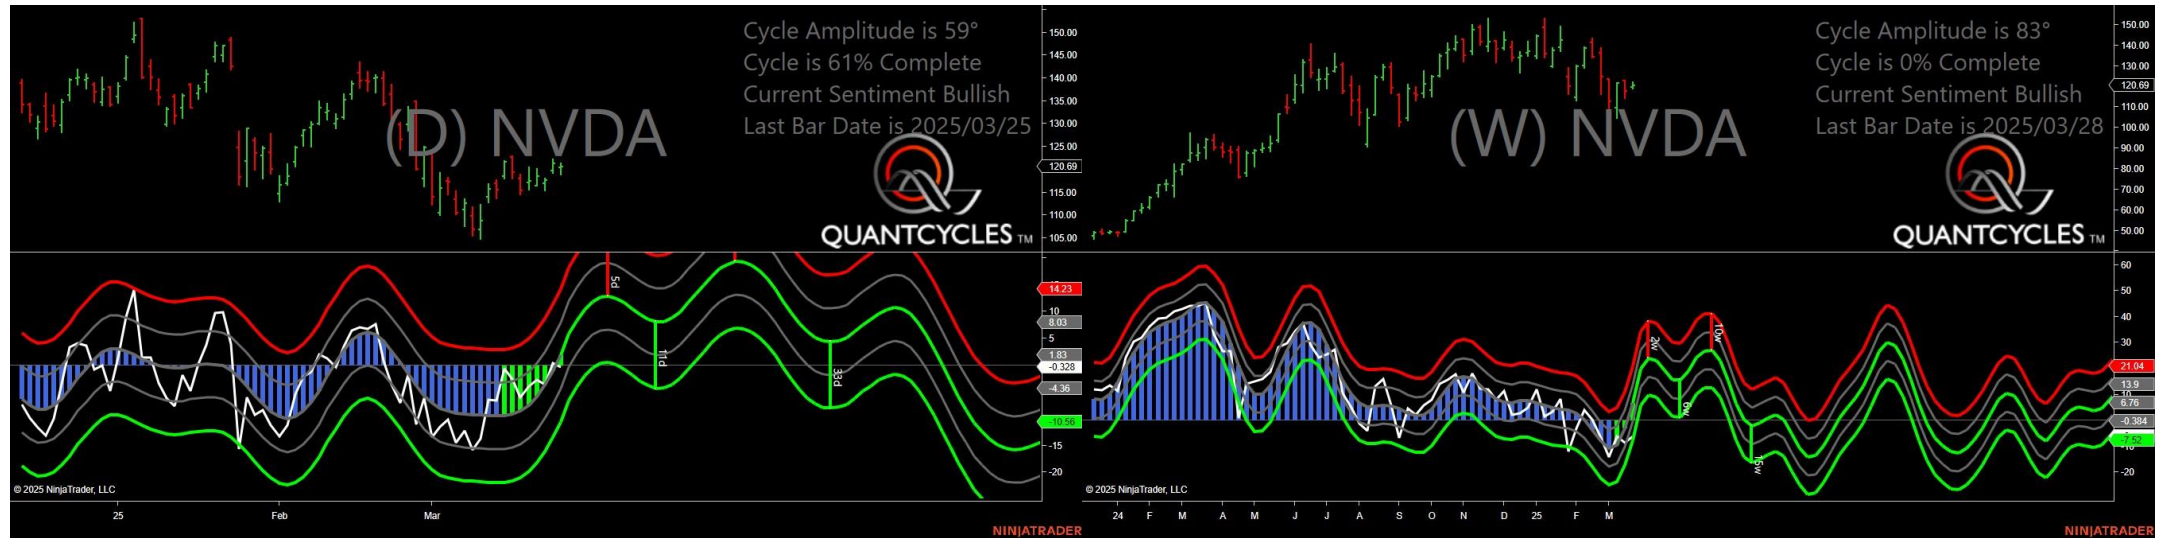 Cycle Amplitude is 59°
Cycle is 61% Complete
Current Sentiment Bullish
Last Bar Date is 2025/03/25
(D) NVDA
QUANTCYCLES TM
150.00
145.00
140.00
135.00
130.00
125.00
120.69
115.00
110.00
105.00
5d
11d
33d
14.23
10
8.03
5
1.83
-0.328
-4.36
-10.56
-15
-20
© 2025 NinjaTrader, LLC
25
Feb
Mar
NINJATRADER
Cycle Amplitude is 83°
Cycle is 0% Complete
Current Sentiment Bullish
Last Bar Date is 2025/03/28
(W) NVDA
QUANTCYCLES TM
150.00
140.00
130.00
120.69
110.00
100.00
90.00
80.00
70.00
60.00
50.00
2w
10w
6w
15w
60
50
40
30
21.04
13.9
10
6.76
-0.384
-7.52
-20
© 2025 NinjaTrader, LLC
24 F M A M J J A S O N D 25 F M
NINJATRADER